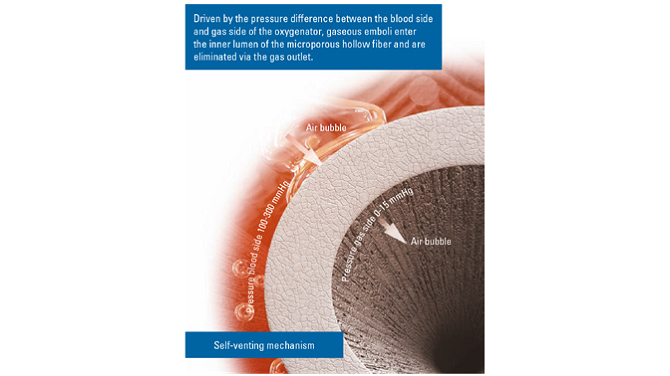 Driven by the pressure difference between the blood side
and gas side of the oxygenator, gaseous emboli enter
the inner lumen of the microporous hollow fiber and are
eliminated via the gas outlet.
Air bubble
Pressure blood side 100-300 mmHg
Pressure gas side 0-15 mmHg
Air bubble
Self-venting mechanism